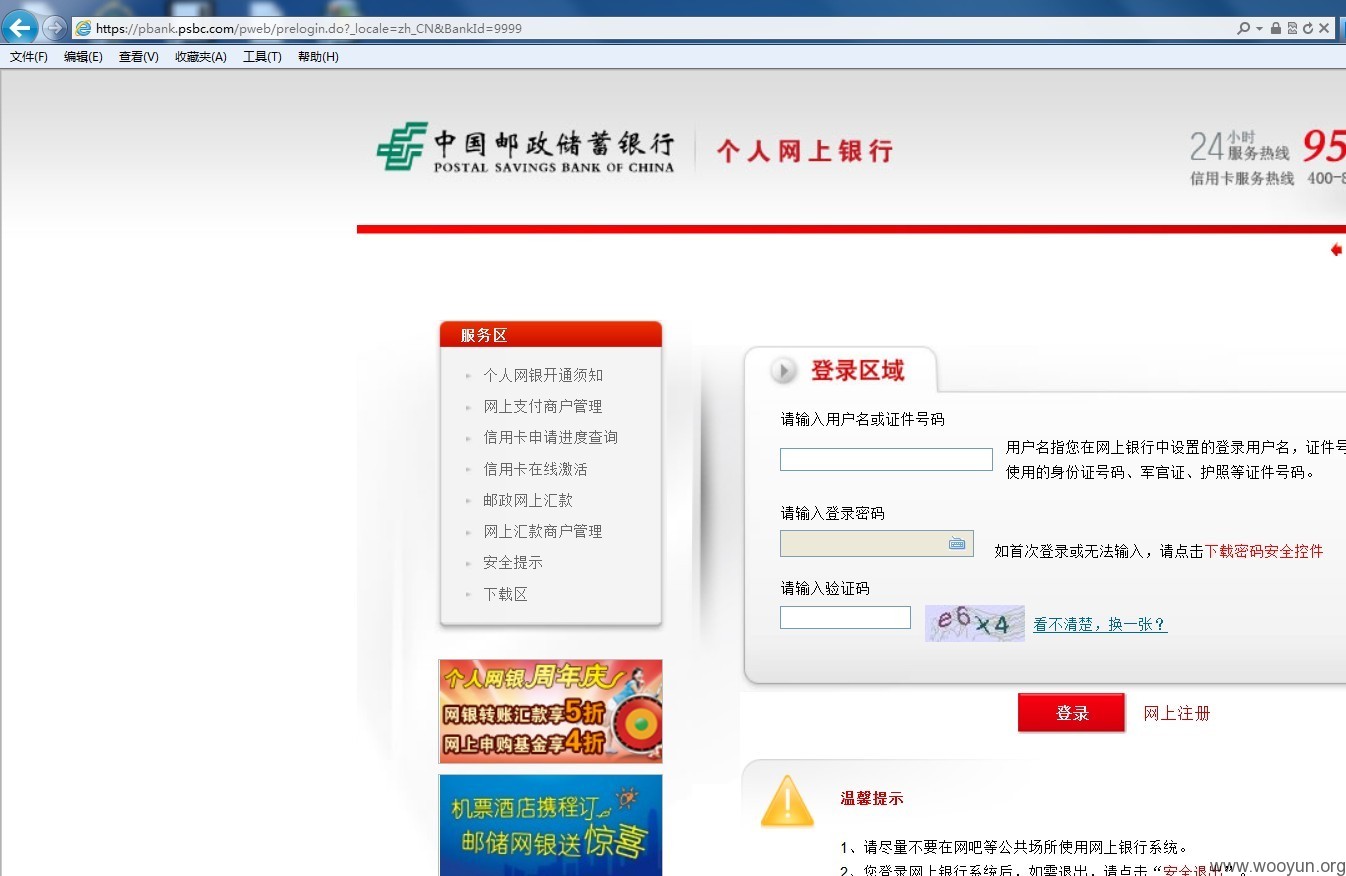 https://pbank.psbc.com/pweb/prelogin.do?_locale=zh_CN&BankId=9999
文件(F) 编辑(E) 查看(V) 收藏夹(A) 工具(T) 帮助(H)
中国邮政储蓄银行
POSTAL SAVINGS BANK OF CHINA
个人网上银行
24小时
服务热线 95
信用卡服务热线 400-8
服务区
个人网银开通须知
网上支付商户管理
信用卡申请进度查询
信用卡在线激活
邮政网上汇款
网上汇款商户管理
安全提示
下载区
个人网银周年庆
网银转账汇款享5折
网上申购基金享4折
机票酒店携程订
邮储网银送惊喜
登录区域
请输入用户名或证件号码
用户名指您在网上银行中设置的登录用户名，证件号
使用的身份证号码、军官证、护照等证件号码。
请输入登录密码
如首次登录或无法输入，请点击下载密码安全控件
请输入验证码
e6x4
看不清楚，换一张？
登录 网上注册
温馨提示
1、请尽量不要在网吧等公共场所使用网上银行系统。
2、您登录网上银行系统后，如需退出，请点击“安全退出”。
www.wooyun.org